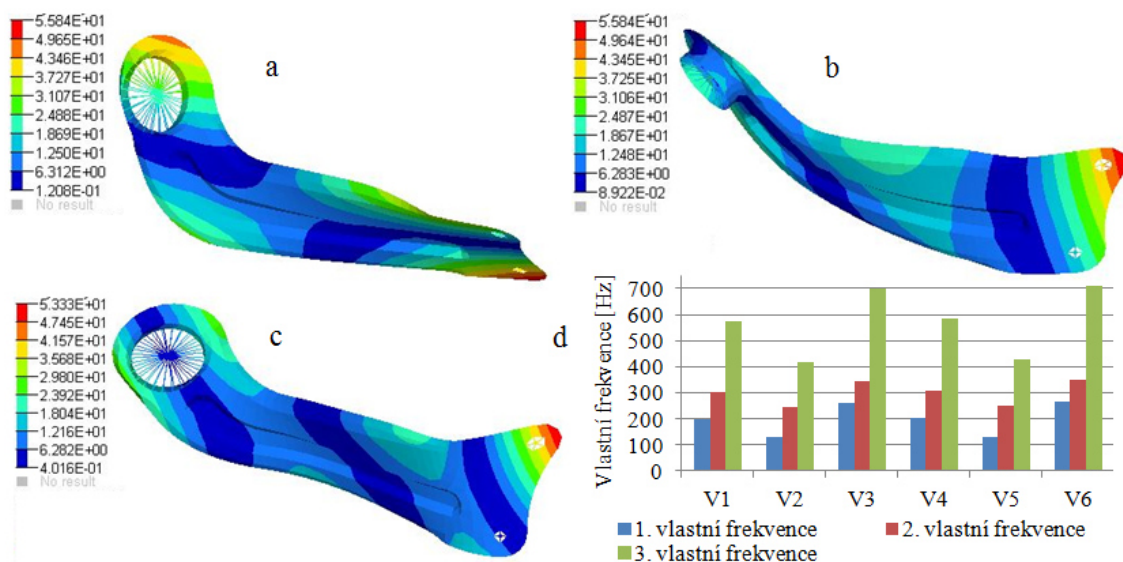 5.584E+01
4.965E+01
4.346E+01
3.725E+01
3.107E+01
2.488E+01
1.869E+01
1.250E+01
6.312E+00
1.208E-01
No result
a
5.584E+01
4.964E+01
4.346E+01
3.725E+01
3.106E+01
2.487E+01
1.867E+01
1.248E+01
6.283E+00
8.922E-02
No result
b
5.333E+01
4.745E+01
4.157E+01
3.568E+01
2.980E+01
2.392E+01
1.804E+01
1.216E+01
6.282E+00
4.016E-01
No result
c
d
Vlastní frekvence [Hz]
700
600
500
400
300
200
100
0
V1 V2 V3 V4 V5 V6
1. vlastní frekvence 2. vlastní frekvence
3. vlastní frekvence